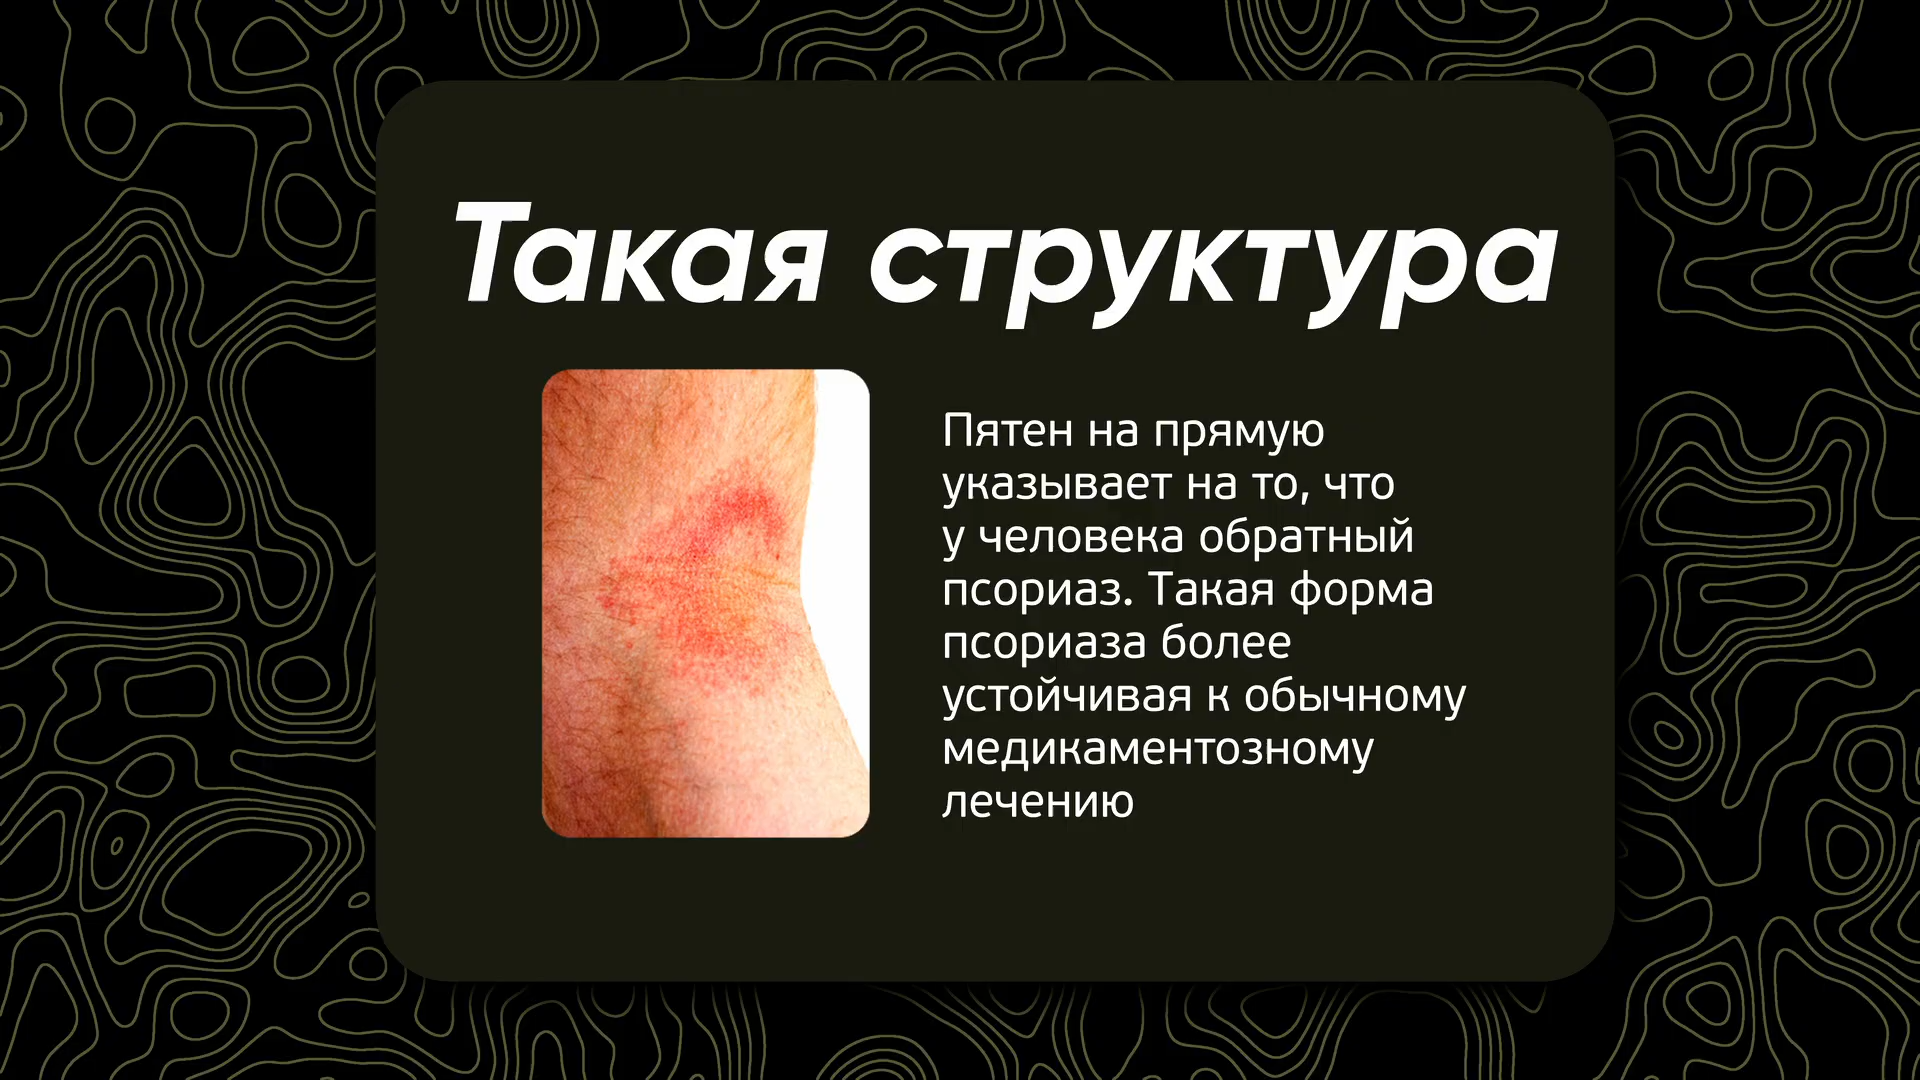 Такая структура
Пятен на прямую
указывает на то, что
у человека обратный
псориаз. Такая форма
псориаза более
устойчивая к обычному
медикаментозному
лечению